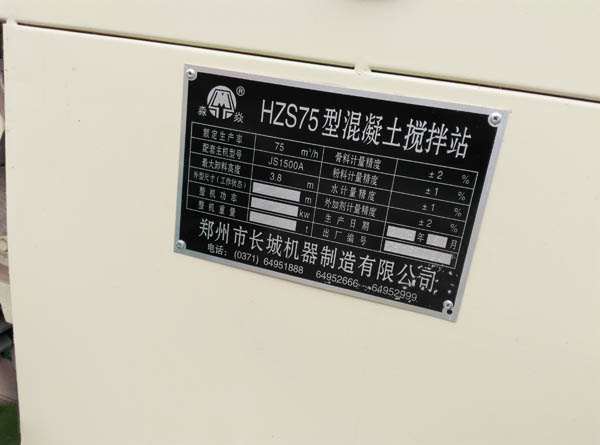 森 焱 ®
HZS75型混凝土搅拌站
额定生产率 75 m³/h 骨料计量精度 ±2 %
配套主机型号 JS1500A 粉料计量精度 ±1 %
最大卸料高度 3.8 m 水计量精度 ±1 %
外型尺寸(工作状态) m 外加剂计量精度 ±2 %
整机功率 kw 生产日期 年 月
整机重量 t 出厂编号
郑州市长城机器制造有限公司
电话: (0371) 64951888 64952666 64952999